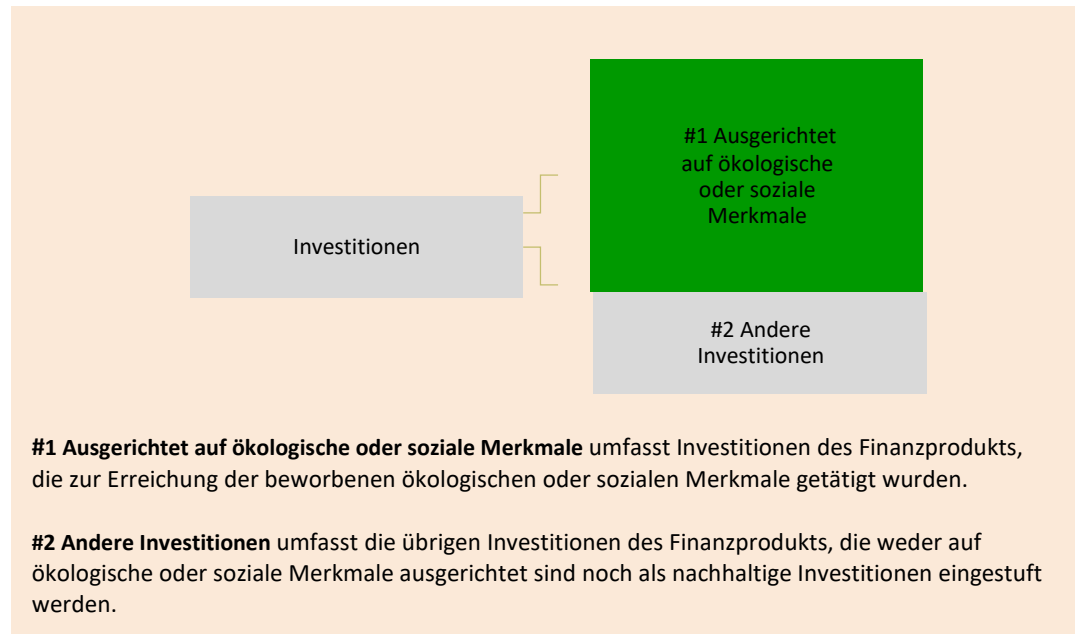 #1 Ausgerichtet
auf ökologische
oder soziale
Merkmale
Investitionen
#2 Andere
Investitionen
#1 Ausgerichtet auf ökologische oder soziale Merkmale umfasst Investitionen des Finanzprodukts,
die zur Erreichung der beworbenen ökologischen oder sozialen Merkmale getätigt wurden.
#2 Andere Investitionen umfasst die übrigen Investitionen des Finanzprodukts, die weder auf
ökologische oder soziale Merkmale ausgerichtet sind noch als nachhaltige Investitionen eingestuft
werden.